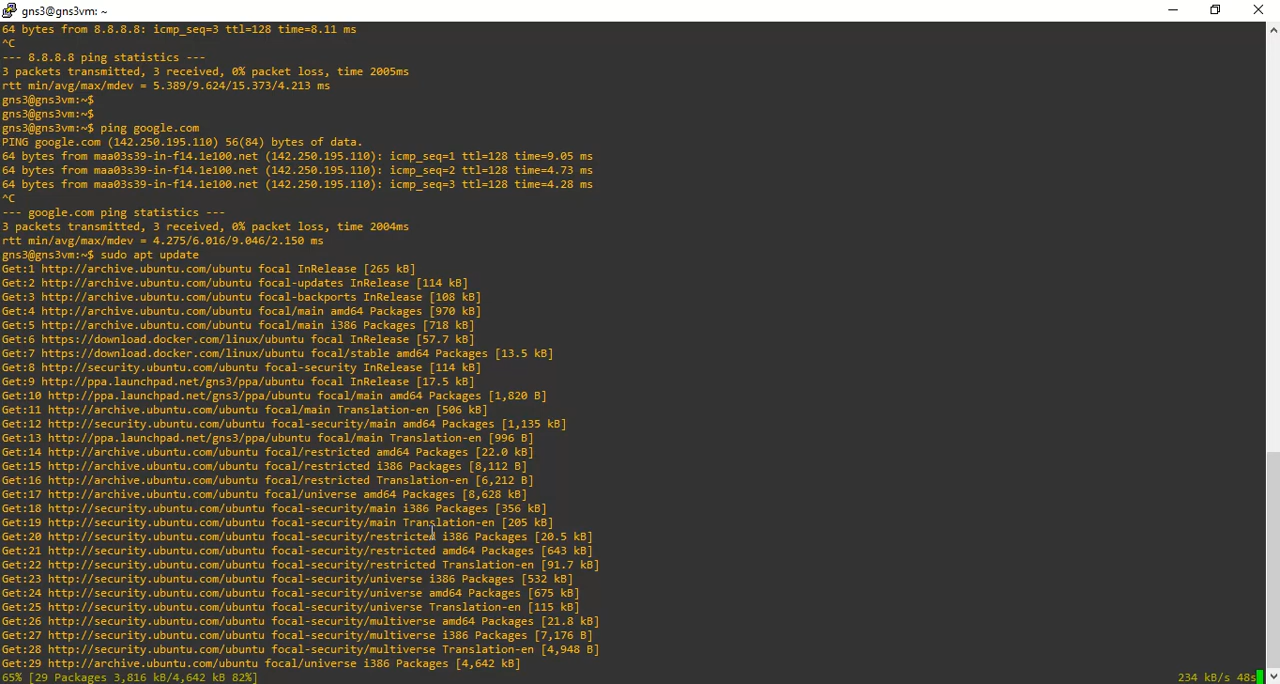 gns3@gns3vm: ~
64 bytes from 8.8.8.8: icmp_seq=3 ttl=128 time=8.11 ms
^C
--- 8.8.8.8 ping statistics ---
3 packets transmitted, 3 received, 0% packet loss, time 2005ms
rtt min/avg/max/mdev = 5.389/9.624/15.373/4.213 ms
gns3@gns3vm:~$
gns3@gns3vm:~$
gns3@gns3vm:~$ ping google.com
PING google.com (142.250.195.110) 56(84) bytes of data.
64 bytes from maa03s39-in-f14.1e100.net (142.250.195.110): icmp_seq=1 ttl=128 time=9.05 ms
64 bytes from maa03s39-in-f14.1e100.net (142.250.195.110): icmp_seq=2 ttl=128 time=4.73 ms
64 bytes from maa03s39-in-f14.1e100.net (142.250.195.110): icmp_seq=3 ttl=128 time=4.28 ms
^C
--- google.com ping statistics ---
3 packets transmitted, 3 received, 0% packet loss, time 2004ms
rtt min/avg/max/mdev = 4.275/6.016/9.046/2.150 ms
gns3@gns3vm:~$ sudo apt update
Get:1 http://archive.ubuntu.com/ubuntu focal InRelease [265 kB]
Get:2 http://archive.ubuntu.com/ubuntu focal-updates InRelease [114 kB]
Get:3 http://archive.ubuntu.com/ubuntu focal-backports InRelease [108 kB]
Get:4 http://archive.ubuntu.com/ubuntu focal/main amd64 Packages [970 kB]
Get:5 http://archive.ubuntu.com/ubuntu focal/main i386 Packages [718 kB]
Get:6 https://download.docker.com/linux/ubuntu focal InRelease [57.7 kB]
Get:7 https://download.docker.com/linux/ubuntu focal/stable amd64 Packages [13.5 kB]
Get:8 http://security.ubuntu.com/ubuntu focal-security InRelease [114 kB]
Get:9 http://ppa.launchpad.net/gns3/ppa/ubuntu focal InRelease [17.5 kB]
Get:10 http://ppa.launchpad.net/gns3/ppa/ubuntu focal/main amd64 Packages [1,820 B]
Get:11 http://archive.ubuntu.com/ubuntu focal/main Translation-en [506 kB]
Get:12 http://security.ubuntu.com/ubuntu focal-security/main amd64 Packages [1,135 kB]
Get:13 http://ppa.launchpad.net/gns3/ppa/ubuntu focal/main Translation-en [996 B]
Get:14 http://archive.ubuntu.com/ubuntu focal/restricted amd64 Packages [22.0 kB]
Get:15 http://archive.ubuntu.com/ubuntu focal/restricted i386 Packages [8,112 B]
Get:16 http://archive.ubuntu.com/ubuntu focal/restricted Translation-en [6,212 B]
Get:17 http://archive.ubuntu.com/ubuntu focal/universe amd64 Packages [8,628 kB]
Get:18 http://security.ubuntu.com/ubuntu focal-security/main i386 Packages [356 kB]
Get:19 http://security.ubuntu.com/ubuntu focal-security/main Translation-en [205 kB]
Get:20 http://security.ubuntu.com/ubuntu focal-security/restricted i386 Packages [20.5 kB]
Get:21 http://security.ubuntu.com/ubuntu focal-security/restricted amd64 Packages [643 kB]
Get:22 http://security.ubuntu.com/ubuntu focal-security/restricted Translation-en [91.7 kB]
Get:23 http://security.ubuntu.com/ubuntu focal-security/universe i386 Packages [532 kB]
Get:24 http://security.ubuntu.com/ubuntu focal-security/universe amd64 Packages [675 kB]
Get:25 http://security.ubuntu.com/ubuntu focal-security/universe Translation-en [115 kB]
Get:26 http://security.ubuntu.com/ubuntu focal-security/multiverse amd64 Packages [21.8 kB]
Get:27 http://security.ubuntu.com/ubuntu focal-security/multiverse i386 Packages [7,176 B]
Get:28 http://security.ubuntu.com/ubuntu focal-security/multiverse Translation-en [4,948 B]
Get:29 http://archive.ubuntu.com/ubuntu focal/universe i386 Packages [4,642 kB]
65% [29 Packages 3,816 kB/4,642 kB 82%] 234 kB/s 48s